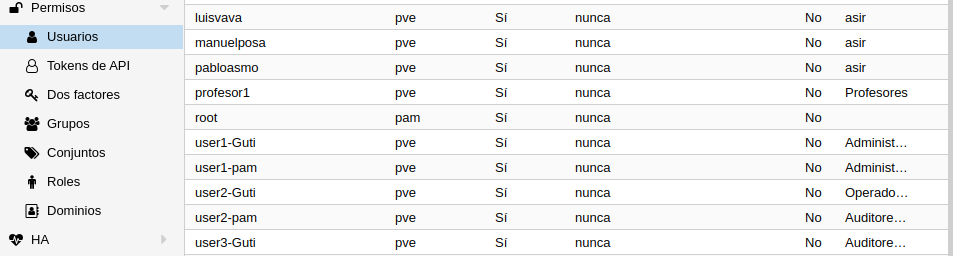 Permisos
Usuarios
Tokens de API
Dos factores
Grupos
Conjuntos
Roles
Dominios
HA
luisvava pve Sí nunca No asir
manuelposa pve Sí nunca No asir
pabloasmo pve Sí nunca No asir
profesor1 pve Sí nunca No Profesores
root pam Sí nunca No
user1-Guti pve Sí nunca No Administ…
user1-pam pve Sí nunca No Administ…
user2-Guti pve Sí nunca No Operado…
user2-pam pve Sí nunca No Auditore…
user3-Guti pve Sí nunca No Auditore…